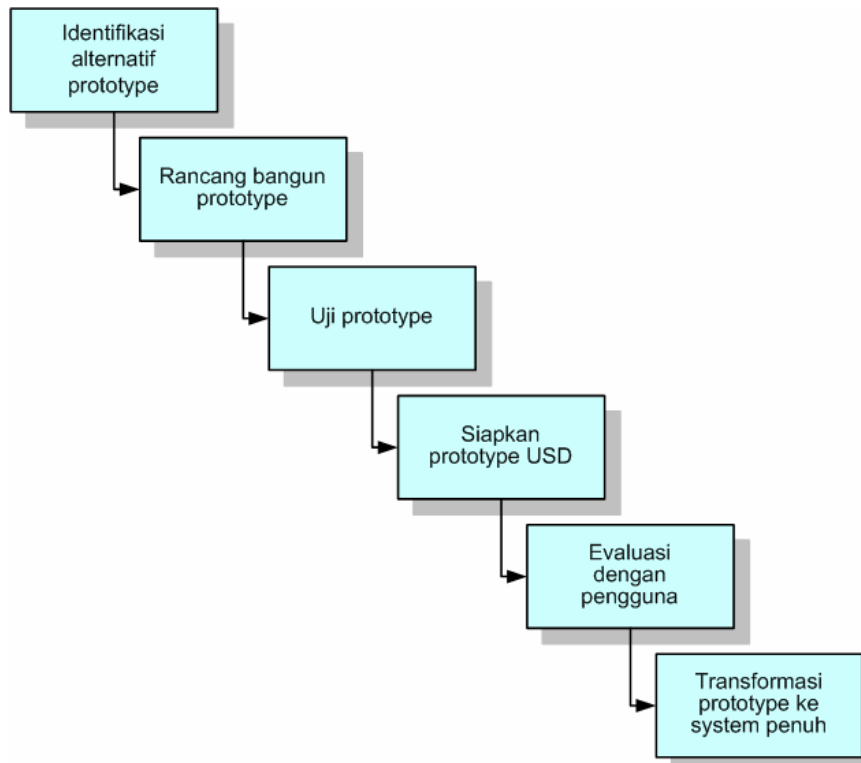 Identifikasi
alternatif
prototype
Rancang bangun
prototype
Uji prototype
Siapkan
prototype USD
Evaluasi
dengan
pengguna
Transformasi
prototype ke
system penuh